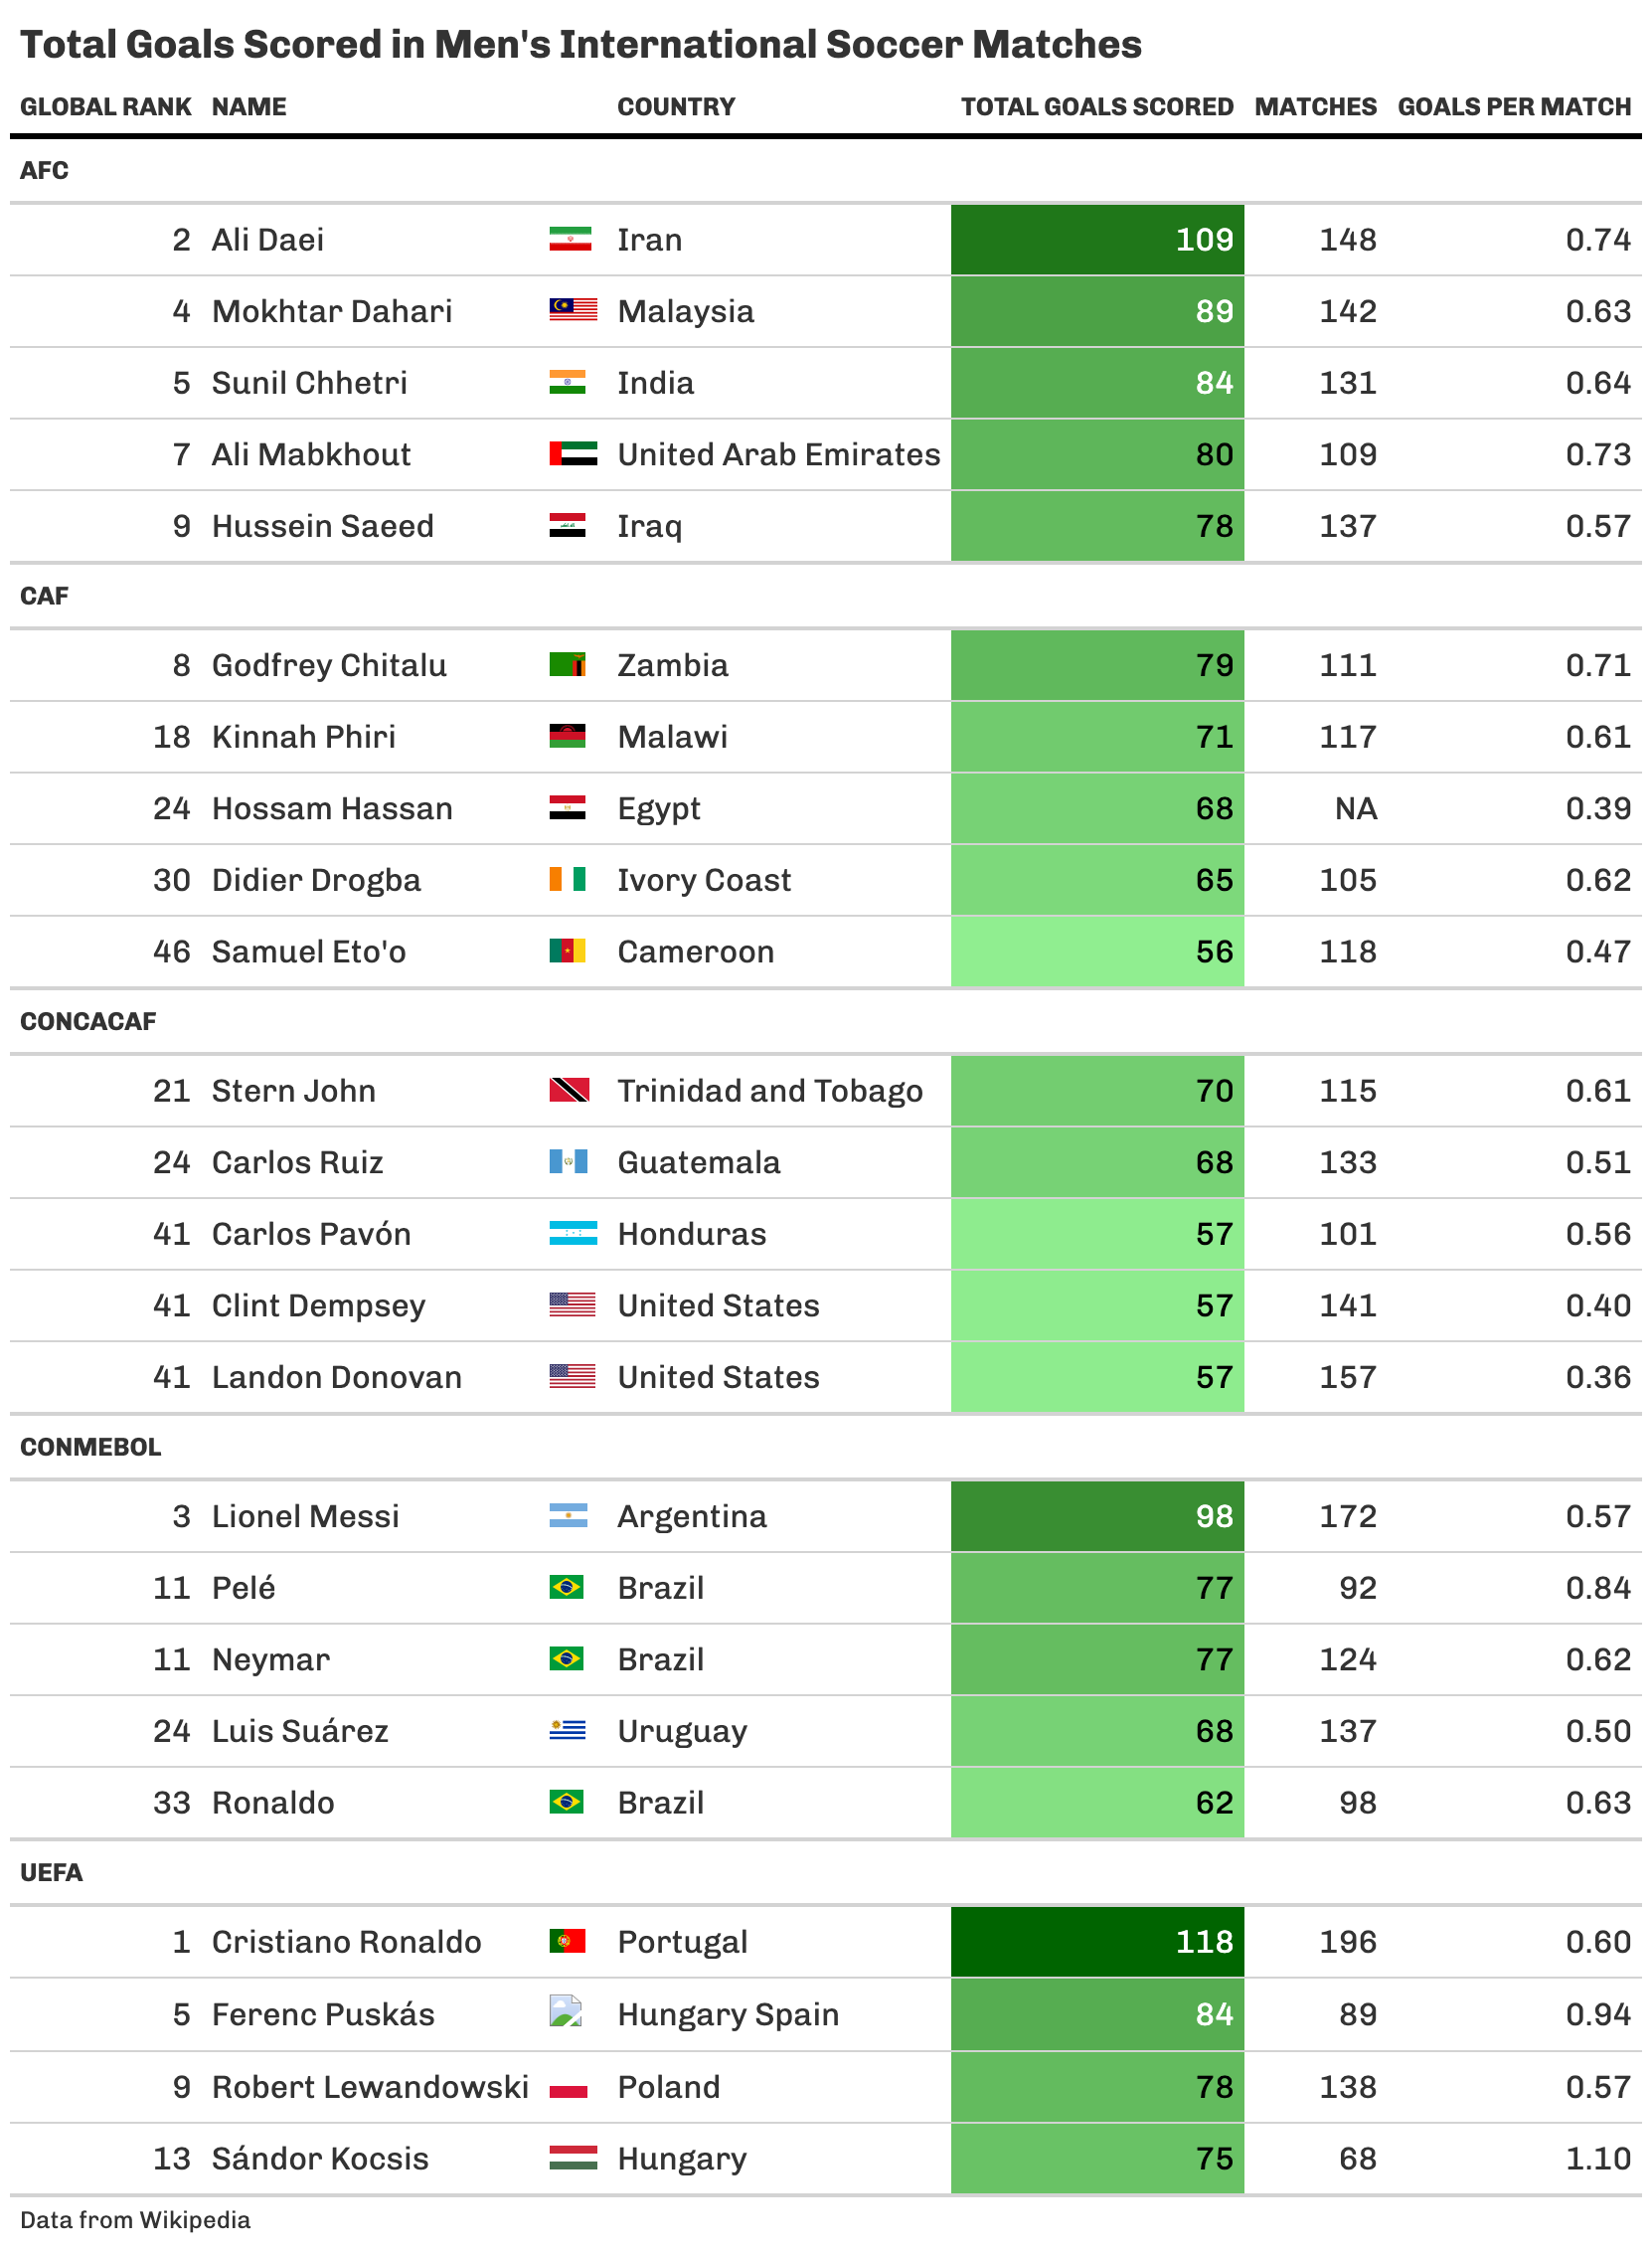 Total Goals Scored in Men's International Soccer Matches
GLOBAL RANK NAME COUNTRY TOTAL GOALS SCORED MATCHES GOALS PER MATCH
AFC
2 Ali Daei Iran 109 148 0.74
4 Mokhtar Dahari Malaysia 89 142 0.63
5 Sunil Chhetri India 84 131 0.64
7 Ali Mabkhout United Arab Emirates 80 109 0.73
9 Hussein Saeed Iraq 78 137 0.57
CAF
8 Godfrey Chitalu Zambia 79 111 0.71
18 Kinnah Phiri Malawi 71 117 0.61
24 Hossam Hassan Egypt 68 NA 0.39
30 Didier Drogba Ivory Coast 65 105 0.62
46 Samuel Eto'o Cameroon 56 118 0.47
CONCACAF
21 Stern John Trinidad and Tobago 70 115 0.61
24 Carlos Ruiz Guatemala 68 133 0.51
41 Carlos Pavón Honduras 57 101 0.56
41 Clint Dempsey United States 57 141 0.40
41 Landon Donovan United States 57 157 0.36
CONMEBOL
3 Lionel Messi Argentina 98 172 0.57
11 Pelé Brazil 77 92 0.84
11 Neymar Brazil 77 124 0.62
24 Luis Suárez Uruguay 68 137 0.50
33 Ronaldo Brazil 62 98 0.63
UEFA
1 Cristiano Ronaldo Portugal 118 196 0.60
5 Ferenc Puskás Hungary Spain 84 89 0.94
9 Robert Lewandowski Poland 78 138 0.57
13 Sándor Kocsis Hungary 75 68 1.10
Data from Wikipedia